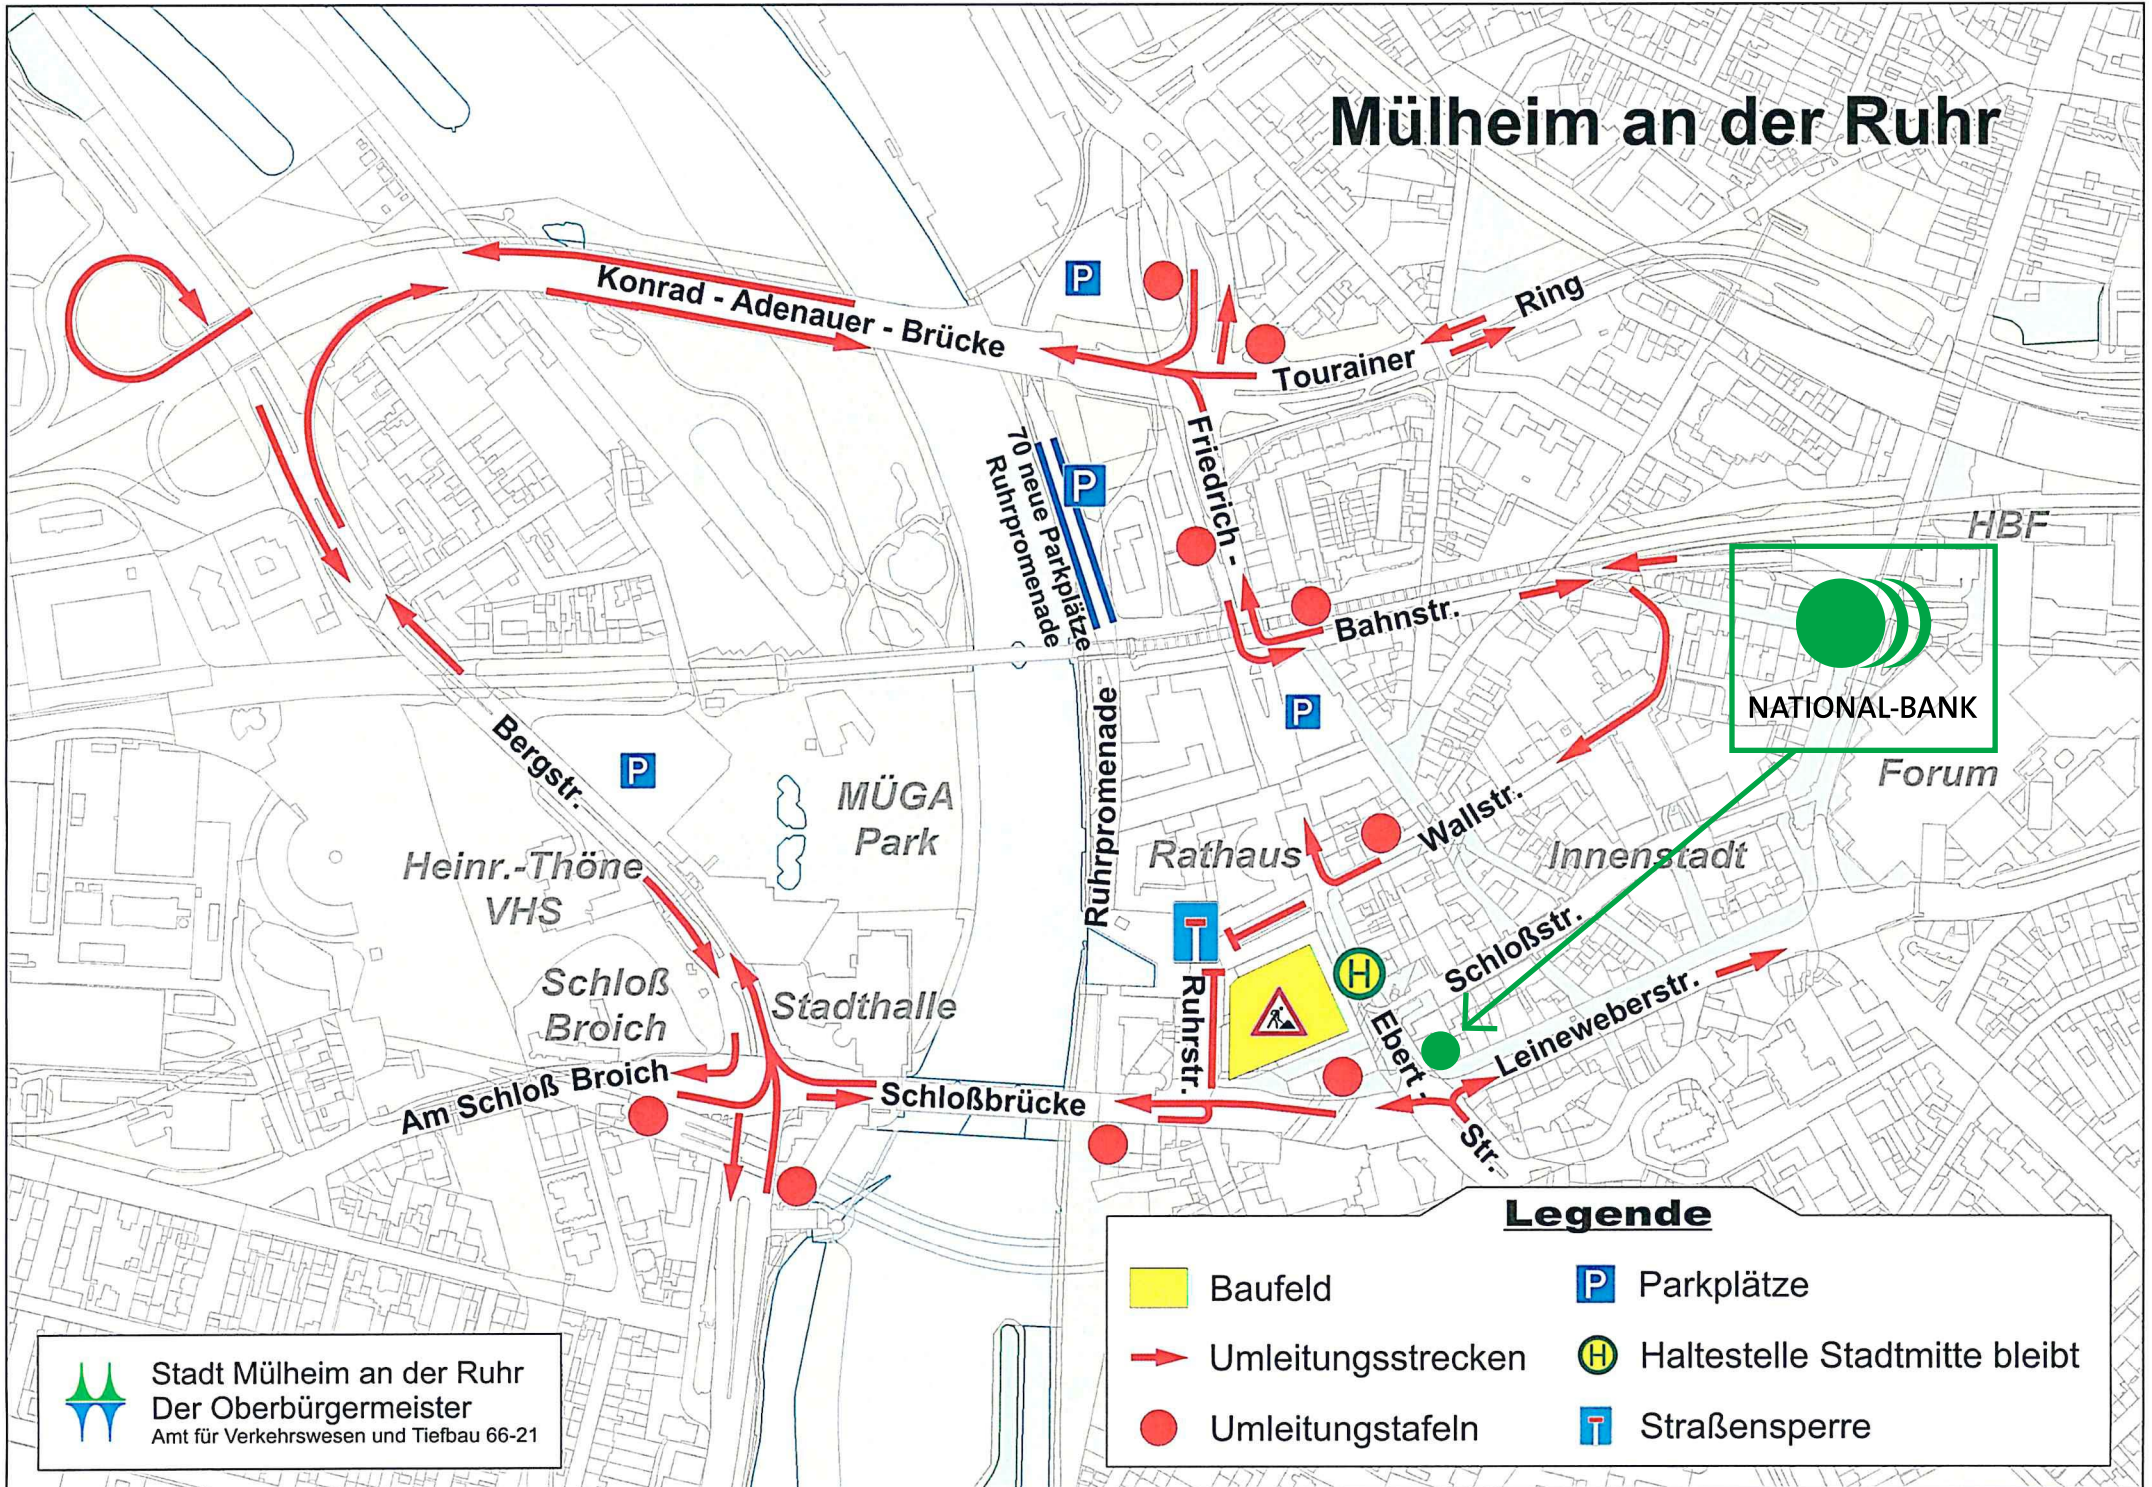 Mülheim an der Ruhr
Konrad - Adenauer - Brücke
P
Tourainer
Ring
70 neue Parkplätze
Ruhrpromenade
P
Friedrich -
HBF
Bahnstr.
NATIONAL-BANK
P
Forum
Bergstr.
P
MÜGA
Park
Ruhrpromenade
Rathaus
Wallstr.
Innenstadt
Heinr.-Thöne
VHS
Schloßstr.
H
Schloß
Broich
Stadthalle
Ruhrstr.
Ebert -
Leineweberstr.
Am Schloß Broich
Schloßbrücke
Str.
Legende
Baufeld
P Parkplätze
Umleitungsstrecken
H Haltestelle Stadtmitte bleibt
Umleitungstafeln
Straßensperre
Stadt Mülheim an der Ruhr
Der Oberbürgermeister
Amt für Verkehrswesen und Tiefbau 66-21